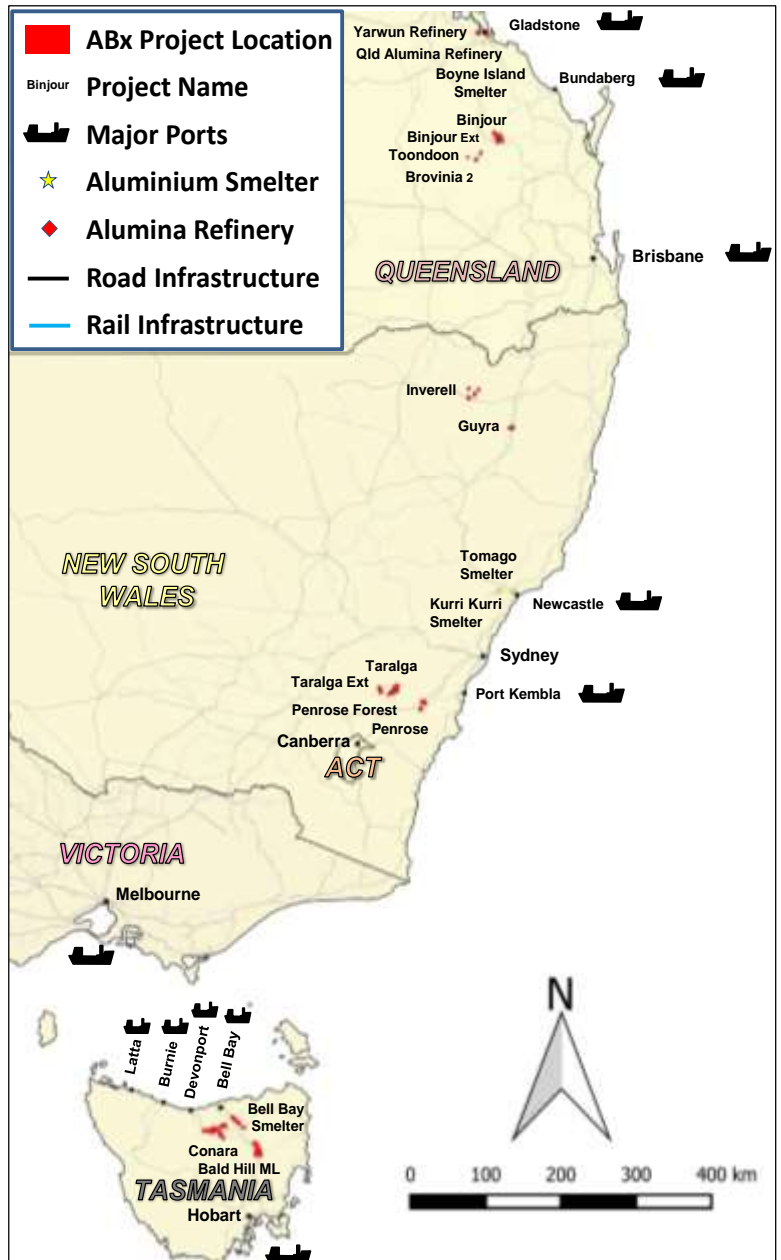 ABx Project Location
Binjour Project Name
Major Ports
Aluminium Smelter
Alumina Refinery
Road Infrastructure
Rail Infrastructure
Yarwun Refinery
Gladstone
Qld Alumina Refinery
Boyne Island
Smelter
Bundaberg
Binjour
Binjour Ext
Toondoon
Brovinia 2
QUEENSLAND
Brisbane
Inverell
Guyra
NEW SOUTH
WALES
Tomago
Smelter
Kurri Kurri
Smelter
Newcastle
Sydney
Taralga
Taralga Ext
Port Kembla
Penrose Forest
Penrose
Canberra
ACT
VICTORIA
Melbourne
N
Latta
Burnie
Devonport
Bell Bay
Bell Bay
Smelter
Conara
Bald Hill ML
TASMANIA
Hobart
0 100 200 300 400 km